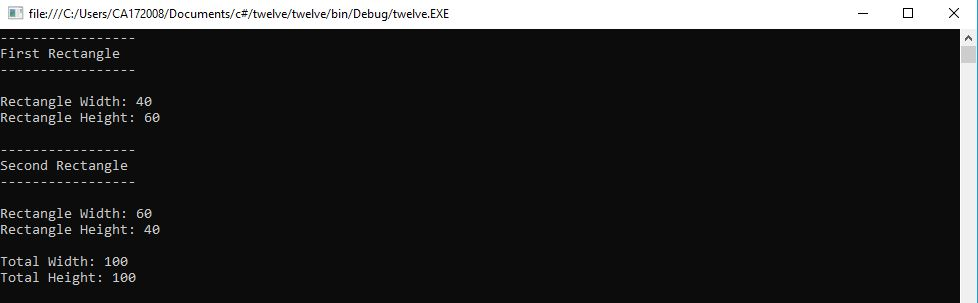 file:///C:/Users/CA172008/Documents/c#/twelve/twelve/bin/Debug/twelve.EXE
-----------------
First Rectangle
-----------------
Rectangle Width: 40
Rectangle Height: 60
-----------------
Second Rectangle
-----------------
Rectangle Width: 60
Rectangle Height: 40
Total Width: 100
Total Height: 100